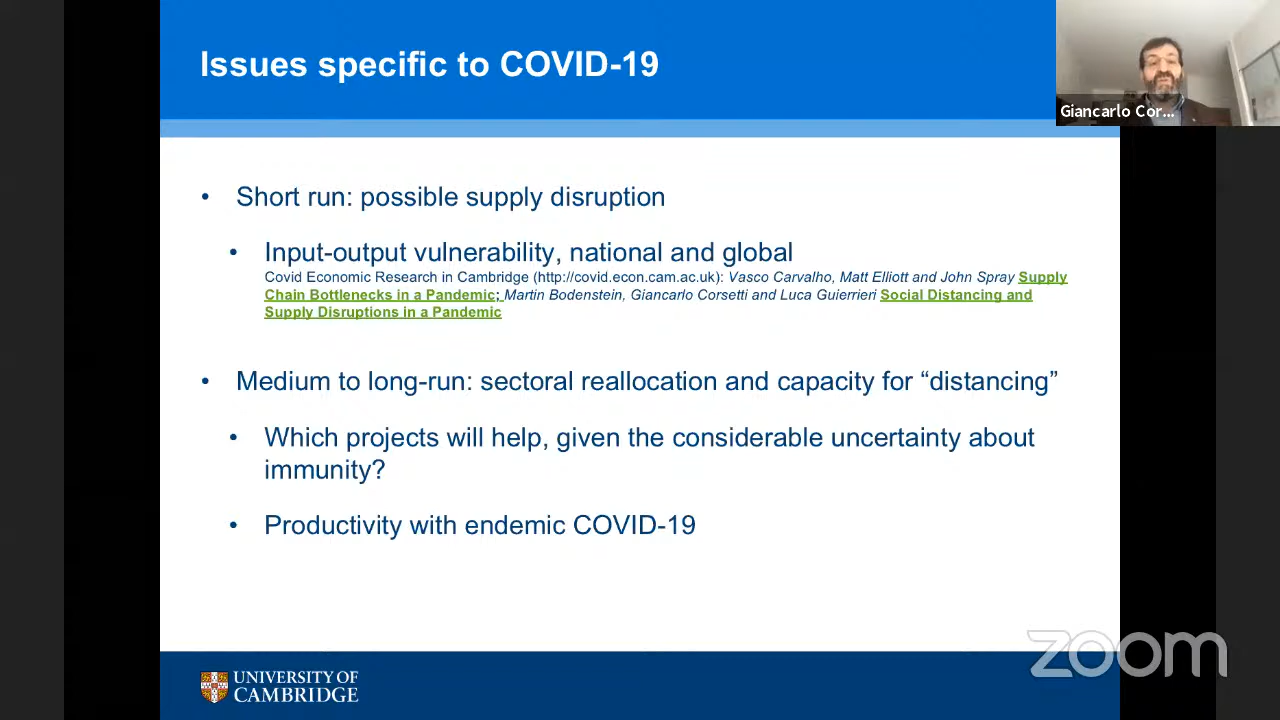 Issues specific to COVID-19
Giancarlo Cor...
• Short run: possible supply disruption
• Input-output vulnerability, national and global
Covid Economic Research in Cambridge (http://covid.econ.cam.ac.uk): Vasco Carvalho, Matt Elliott and John Spray Supply
Chain Bottlenecks in a Pandemic; Martin Bodenstein, Giancarlo Corsetti and Luca Guierrieri Social Distancing and
Supply Disruptions in a Pandemic
• Medium to long-run: sectoral reallocation and capacity for “distancing”
• Which projects will help, given the considerable uncertainty about
immunity?
• Productivity with endemic COVID-19
zoom
UNIVERSITY OF
CAMBRIDGE